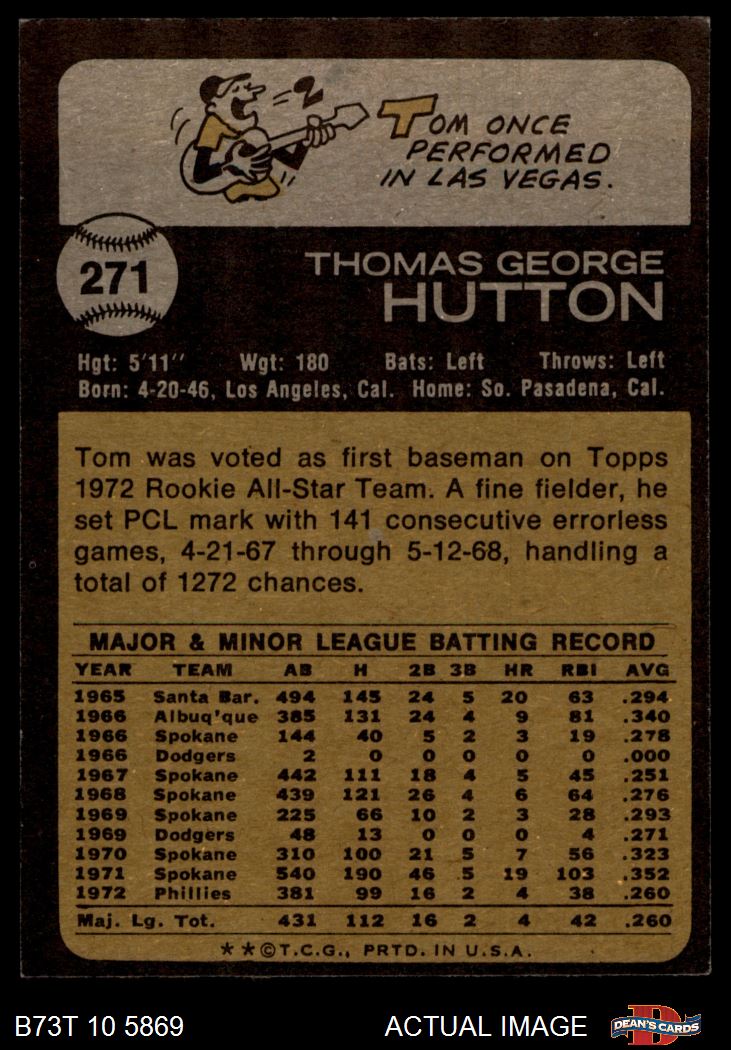 TOM ONCE
PERFORMED
IN LAS VEGAS.
271
THOMAS GEORGE
HUTTON
Hgt: 5'11" Wgt: 180 Bats: Left Throws: Left
Born: 4-20-46, Los Angeles, Cal. Home: So. Pasadena, Cal.
Tom was voted as first baseman on Topps
1972 Rookie All-Star Team. A fine fielder, he
set PCL mark with 141 consecutive errorless
games, 4-21-67 through 5-12-68, handling a
total of 1272 chances.
MAJOR & MINOR LEAGUE BATTING RECORD
YEAR TEAM AB H 2B 3B HR RBI AVG
1965 Santa Bar. 494 145 24 5 20 63 .294
1966 Albuq'que 385 131 24 4 9 81 .340
1966 Spokane 144 40 5 2 3 19 .278
1966 Dodgers 2 0 0 0 0 0 .000
1967 Spokane 442 111 18 4 5 45 .251
1968 Spokane 439 121 26 4 6 64 .276
1969 Spokane 225 66 10 2 3 28 .293
1969 Dodgers 48 13 0 0 0 4 .271
1970 Spokane 310 100 21 5 7 56 .323
1971 Spokane 540 190 46 5 19 103 .352
1972 Phillies 381 99 16 2 4 38 .260
Maj. Lg. Tot. 431 112 16 2 4 42 .260
**©T.C.G., PRTD. IN U.S.A.
B73T 10 5869 ACTUAL IMAGE
D
DEAN'S CARDS